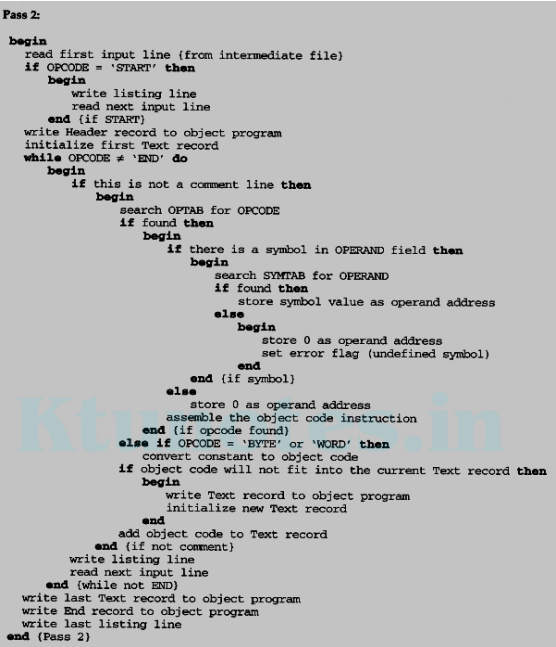 Pass 2:
begin
read first input line {from intermediate file}
if OPCODE = 'START' then
begin
write listing line
read next input line
end {if START}
write Header record to object program
initialize first Text record
while OPCODE ≠ 'END' do
begin
if this is not a comment line then
begin
search OPTAB for OPCODE
if found then
begin
if there is a symbol in OPERAND field then
begin
search SYMTAB for OPERAND
if found then
store symbol value as operand address
else
begin
store 0 as operand address
set error flag (undefined symbol)
end
end {if symbol}
else
store 0 as operand address
assemble the object code instruction
end {if opcode found}
else if OPCODE = 'BYTE' or 'WORD' then
convert constant to object code
if object code will not fit into the current Text record then
begin
write Text record to object program
initialize new Text record
end
add object code to Text record
end {if not comment}
write listing line
read next input line
end {while not END}
write last Text record to object program
write End record to object program
write last listing line
end {Pass 2}